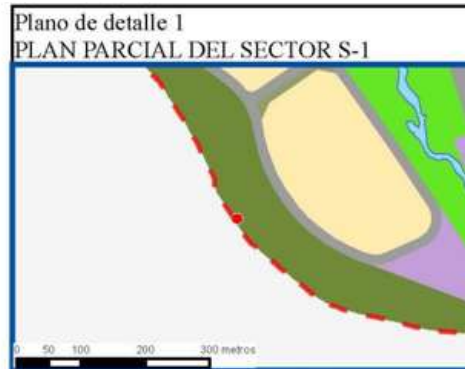 Plano de detalle 1
PLAN PARCIAL DEL SECTOR S-1
0 50 100 200 300 metros